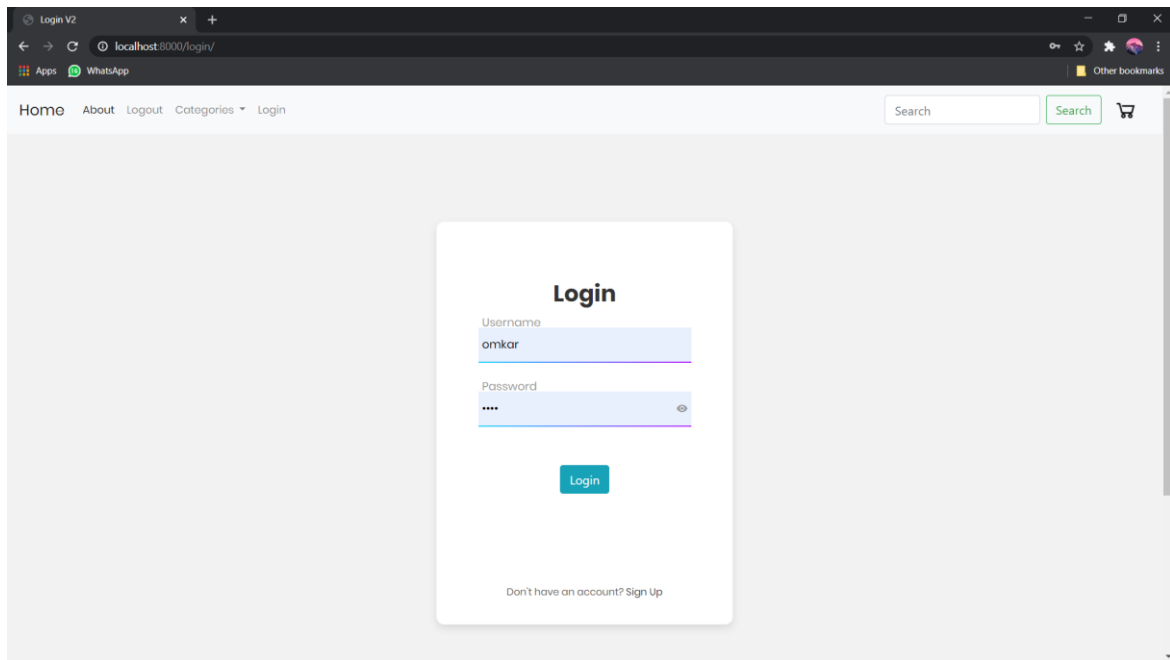 Login V2
localhost:8000/login/
Apps WhatsApp Other bookmarks
Home About Logout Categories Login Search Search
Login
Username
omkar
Password
••••
Login
Don't have an account? Sign Up